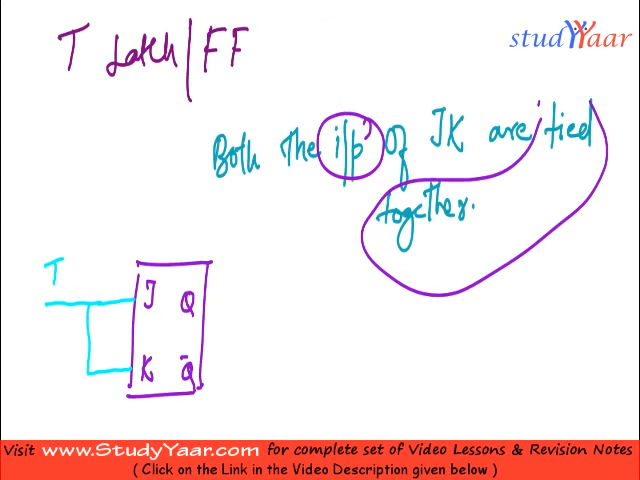 T Latch/FF
studYYaar
Both the i/p' of JK are tied
together.
T
J Q
K Q̅
Visit www.StudyYaar.com for complete set of Video Lessons & Revision Notes
( Click on the Link in the Video Description given below )